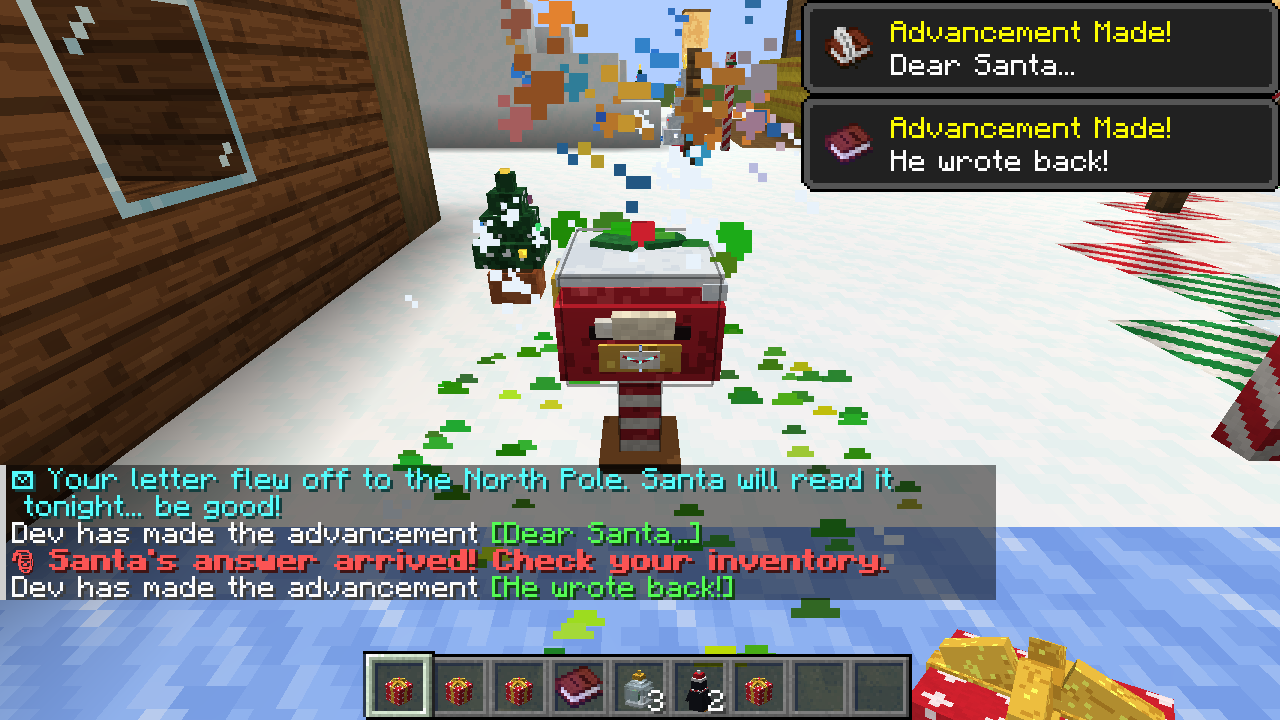 Advancement Made!
Dear Santa...
Advancement Made!
He wrote back!
Your letter flew off to the North Pole. Santa will read it
tonight... be good!
Dev has made the advancement [Dear Santa...]
Santa's answer arrived! Check your inventory.
Dev has made the advancement [He wrote back!]
3
2